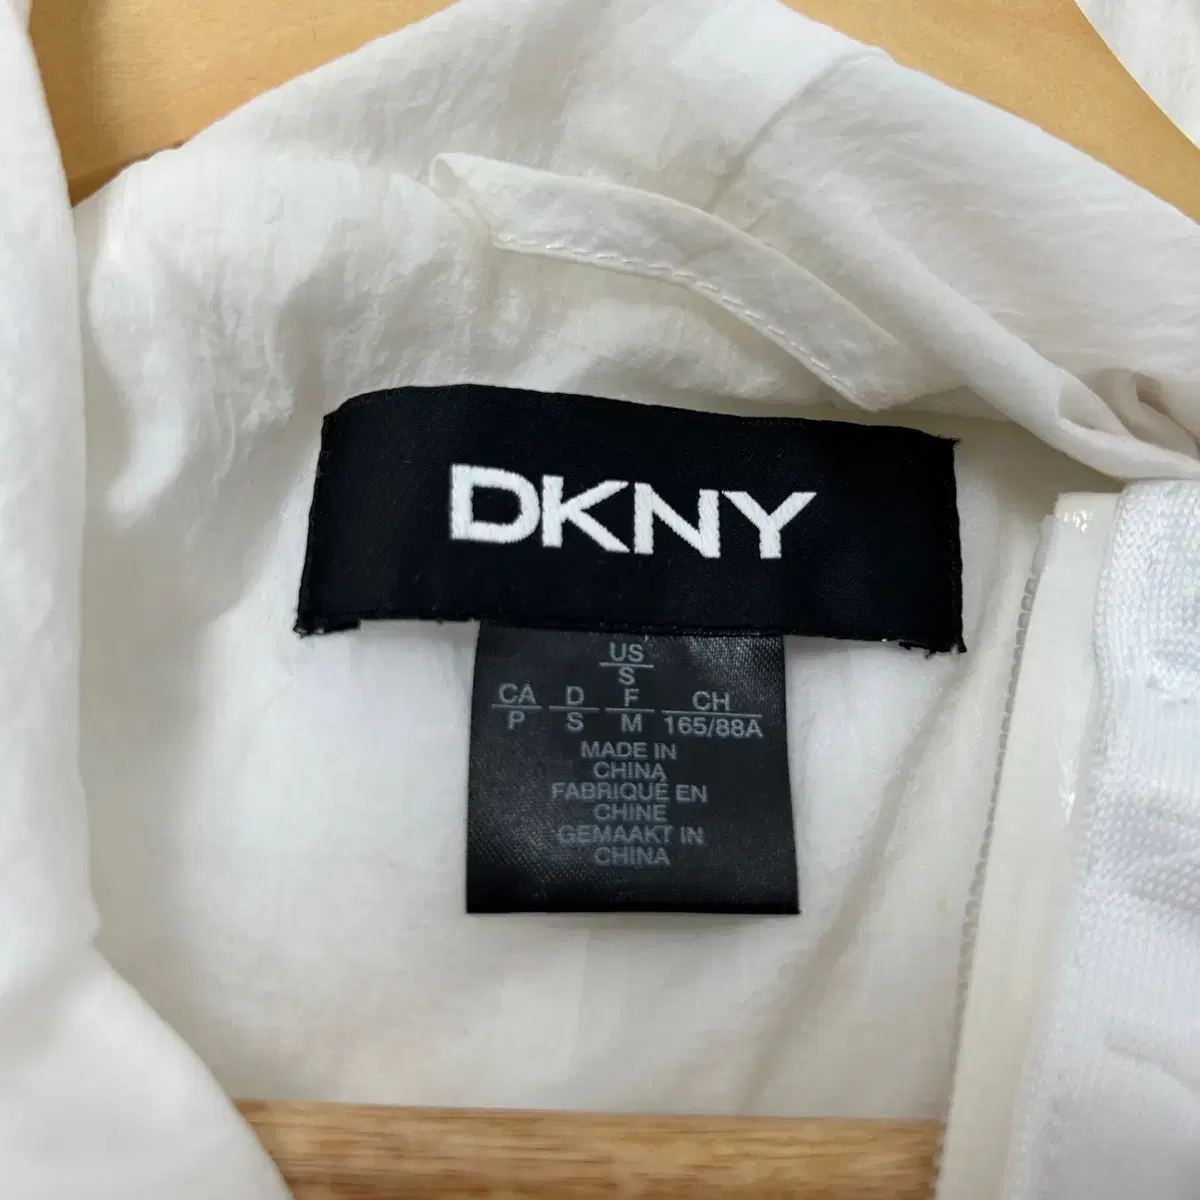 DKNY
US
S
CA D F CH
P S M 165/88A
MADE IN
CHINA
FABRIQUÉ EN
CHINE
GEMAAKT IN
CHINA